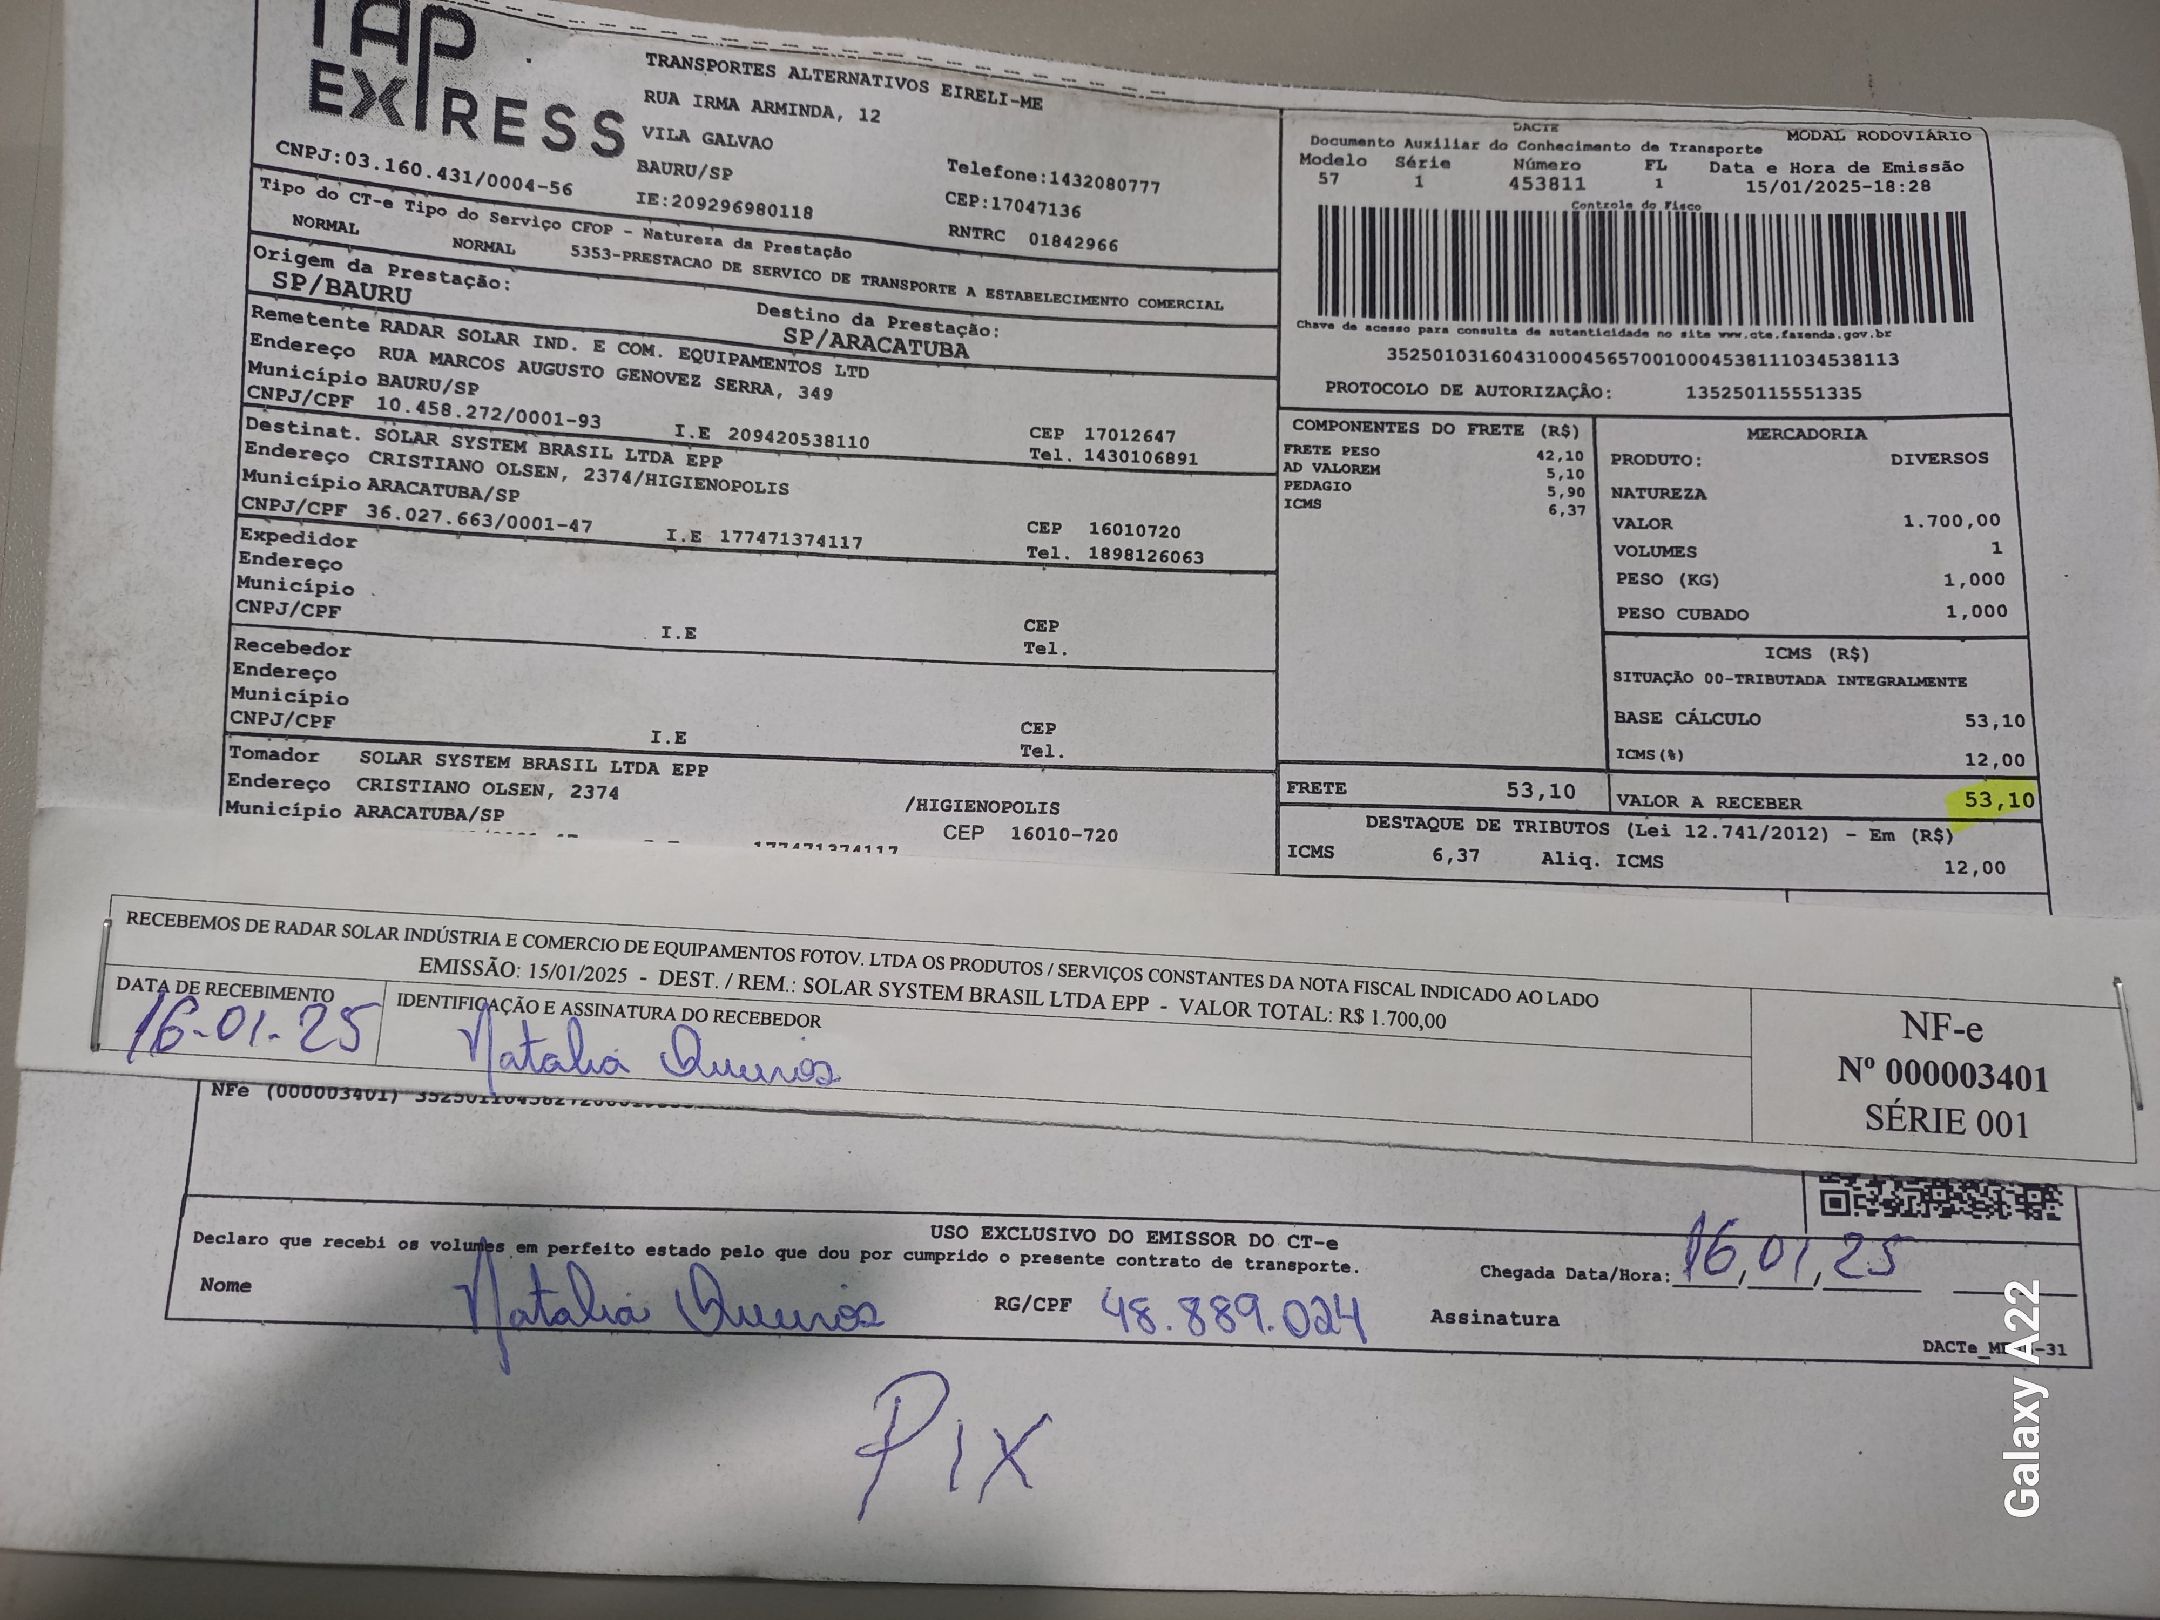 TAP
EXPRESS
TRANSPORTES ALTERNATIVOS EIRELI-ME
RUA IRMA ARMINDA, 12
VILA GALVAO
BAURU/SP Telefone:1432080777
CNPJ:03.160.431/0004-56 IE:209296980118 CEP:17047136
RNTRC 01842966
Tipo do CT-e Tipo do Serviço CFOP - Natureza da Prestação
NORMAL NORMAL 5353-PRESTACAO DE SERVICO DE TRANSPORTE A ESTABELECIMENTO COMERCIAL
Origem da Prestação: Destino da Prestação:
SP/BAURU SP/ARACATUBA
Remetente RADAR SOLAR IND. E COM. EQUIPAMENTOS LTD
Endereço RUA MARCOS AUGUSTO GENOVEZ SERRA, 349
Município BAURU/SP CEP 17012647
CNPJ/CPF 10.458.272/0001-93 I.E 209420538110 Tel. 1430106891
Destinat. SOLAR SYSTEM BRASIL LTDA EPP
Endereço CRISTIANO OLSEN, 2374/HIGIENOPOLIS
Município ARACATUBA/SP CEP 16010720
CNPJ/CPF 36.027.663/0001-47 I.E 177471374117 Tel. 1898126063
Expedidor
Endereço
Município CEP
CNPJ/CPF I.E Tel.
Recebedor
Endereço
Município CEP
CNPJ/CPF I.E Tel.
Tomador SOLAR SYSTEM BRASIL LTDA EPP
Endereço CRISTIANO OLSEN, 2374 /HIGIENOPOLIS
Município ARACATUBA/SP CEP 16010-720
177471374117
DACTE MODAL RODOVIÁRIO
Documento Auxiliar do Conhecimento de Transporte
Modelo Série Número FL Data e Hora de Emissão
57 1 453811 1 15/01/2025-18:28
Controle do Fisco
Chave de acesso para consulta de autenticidade no site www.cte.fazenda.gov.br
35250103160431000456570010004538111034538113
PROTOCOLO DE AUTORIZAÇÃO: 135250115551335
COMPONENTES DO FRETE (R$)
FRETE PESO 42,10
AD VALOREM 5,10
PEDAGIO 5,90
ICMS 6,37
MERCADORIA
PRODUTO: DIVERSOS
NATUREZA
VALOR 1.700,00
VOLUMES 1
PESO (KG) 1,000
PESO CUBADO 1,000
ICMS (R$)
SITUAÇÃO 00-TRIBUTADA INTEGRALMENTE
BASE CÁLCULO 53,10
ICMS(%) 12,00
FRETE 53,10 VALOR A RECEBER 53,10
DESTAQUE DE TRIBUTOS (Lei 12.741/2012) - Em (R$)
ICMS 6,37 Aliq. ICMS 12,00
RECEBEMOS DE RADAR SOLAR INDÚSTRIA E COMERCIO DE EQUIPAMENTOS FOTOV. LTDA OS PRODUTOS / SERVIÇOS CONSTANTES DA NOTA FISCAL INDICADO AO LADO
EMISSÃO: 15/01/2025 - DEST. / REM.: SOLAR SYSTEM BRASIL LTDA EPP - VALOR TOTAL: R$ 1.700,00
DATA DE RECEBIMENTO IDENTIFICAÇÃO E ASSINATURA DO RECEBEDOR
16-01-25 Natalia Queiros
NF-e
Nº 000003401
SÉRIE 001
NFe (000003401)
USO EXCLUSIVO DO EMISSOR DO CT-e
Declaro que recebi os volumes em perfeito estado pelo que dou por cumprido o presente contrato de transporte.
Chegada Data/Hora: 16,01,25
Nome Natalia Queiros RG/CPF 48.889.024 Assinatura
DACTe
-31
PIX
Galaxy A22